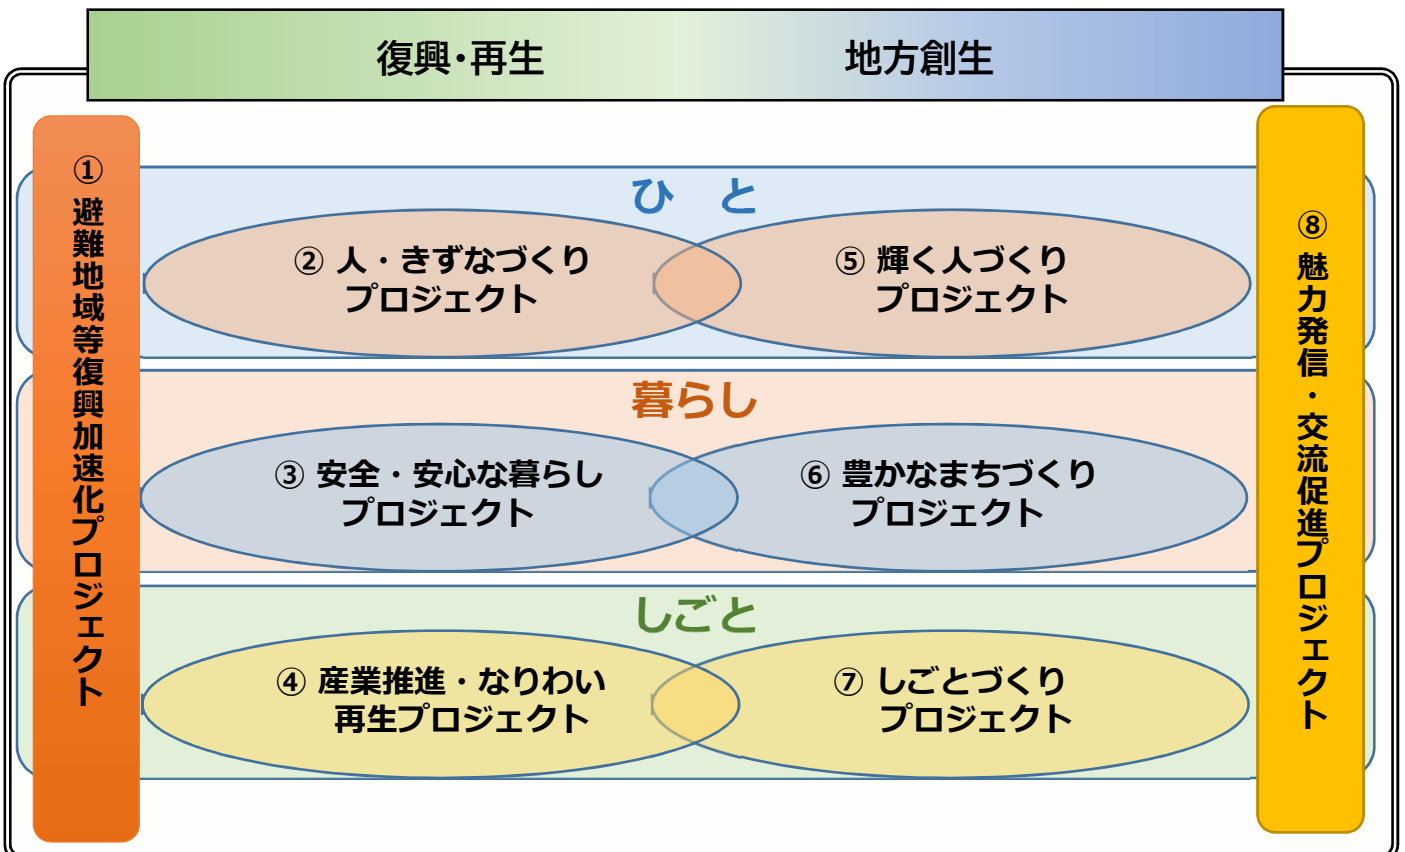 復興・再生
地方創生
① 避難地域等復興加速化プロジェクト
ひ と
② 人・きずなづくり
プロジェクト
⑤ 輝く人づくり
プロジェクト
暮らし
③ 安全・安心な暮らし
プロジェクト
⑥ 豊かなまちづくり
プロジェクト
しごと
④ 産業推進・なりわい
再生プロジェクト
⑦ しごとづくり
プロジェクト
⑧ 魅力発信・交流促進プロジェクト